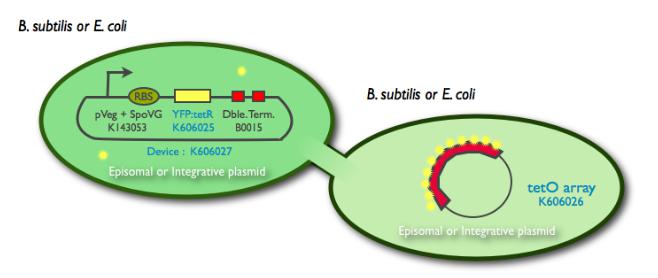 B. subtilis or E. coli
RBS
pVeg + SpoVG YFP:tetR Dble.Term.
K143053 K606025 B0015
Device : K606027
Episomal or Integrative plasmid
B. subtilis or E. coli
tetO array
K606026
Episomal or Integrative plasmid